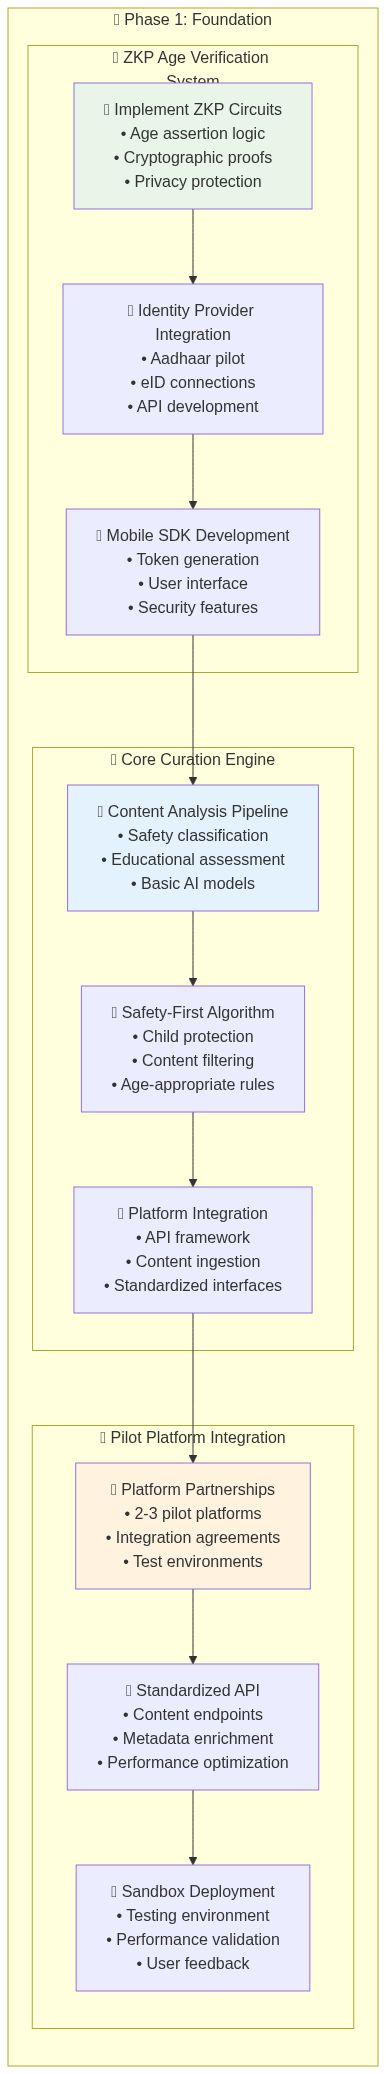 Phase 1: Foundation
ZKP Age Verification
System
Implement ZKP Circuits
• Age assertion logic
• Cryptographic proofs
• Privacy protection
Identity Provider
Integration
• Aadhaar pilot
• eID connections
• API development
Mobile SDK Development
• Token generation
• User interface
• Security features
Core Curation Engine
Content Analysis Pipeline
• Safety classification
• Educational assessment
• Basic AI models
Safety-First Algorithm
• Child protection
• Content filtering
• Age-appropriate rules
Platform Integration
• API framework
• Content ingestion
• Standardized interfaces
Pilot Platform Integration
Platform Partnerships
• 2-3 pilot platforms
• Integration agreements
• Test environments
Standardized API
• Content endpoints
• Metadata enrichment
• Performance optimization
Sandbox Deployment
• Testing environment
• Performance validation
• User feedback